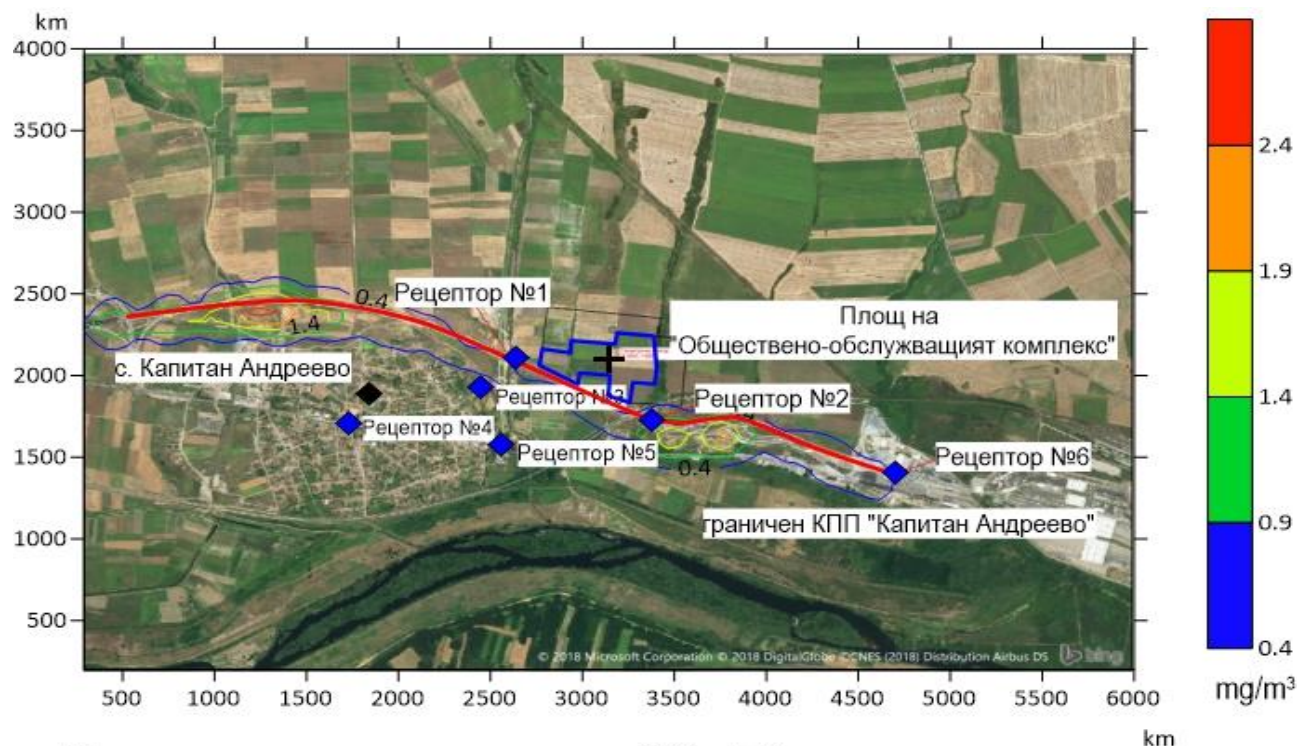 km
4000
3500
3000
2500
2000
1500
1000
500
0.4
Рецептор №1
1.4
Площ на
"Обществено-обслужващият комплекс"
с. Капитан Андреево
Рецептор №3
Рецептор №2
Рецептор №4
Рецептор №5
0.4
Рецептор №6
граничен КПП "Капитан Андреево"
© 2018 Microsoft Corporation © 2018 DigitalGlobe ©CNES (2018) Distribution Airbus DS
bing
500 1000 1500 2000 2500 3000 3500 4000 4500 5000 5500 6000
km
2.4
1.9
1.4
0.9
0.4
mg/m³